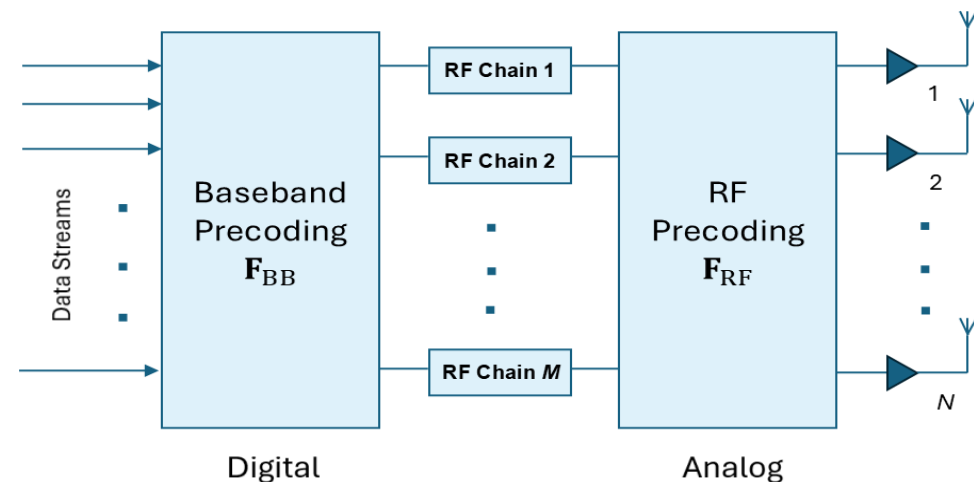 Data Streams
Baseband
Precoding
F_BB
RF Chain 1
RF Chain 2
RF Chain M
RF
Precoding
F_RF
1
2
N
Digital
Analog